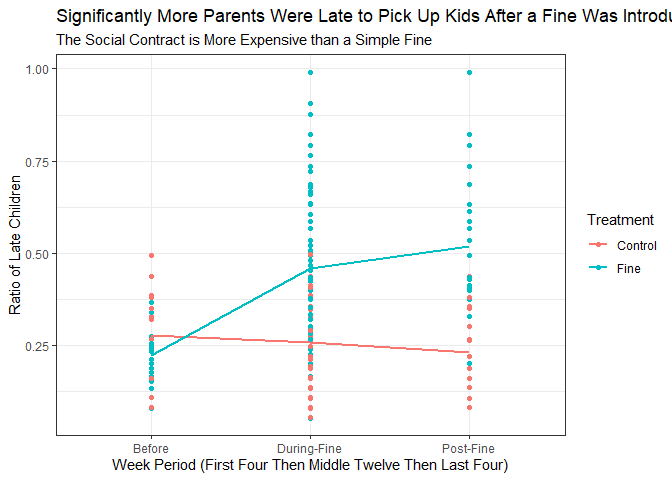 Significantly More Parents Were Late to Pick Up Kids After a Fine Was Introdu
The Social Contract is More Expensive than a Simple Fine
1.00
0.75
0.50
0.25
Ratio of Late Children
Before During-Fine Post-Fine
Week Period (First Four Then Middle Twelve Then Last Four)
Treatment
Control
Fine